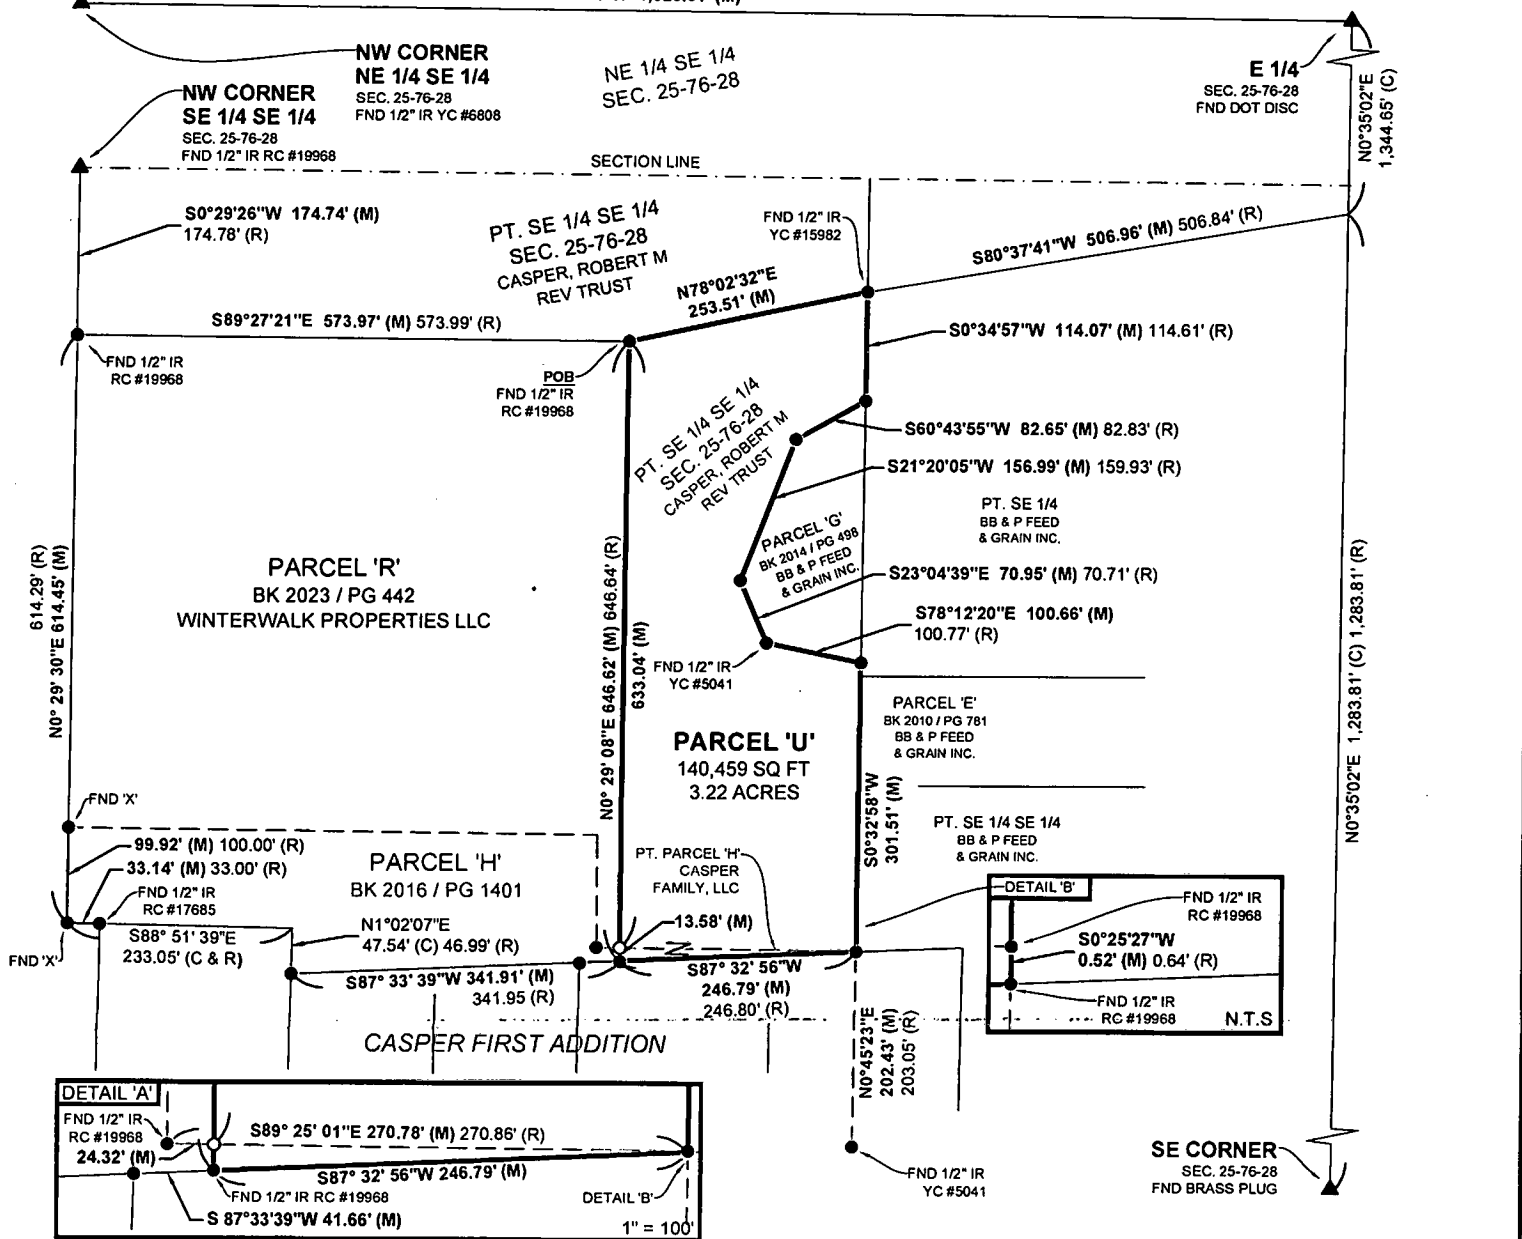 NW CORNER
NE 1/4 SE 1/4
SEC. 25-76-28
FND 1/2" IR YC #6808
NE 1/4 SE 1/4
SEC. 25-76-28
E 1/4
SEC. 25-76-28
FND DOT DISC
N0°35'02"E
1,344.65' (C)
NW CORNER
SE 1/4 SE 1/4
SEC. 25-76-28
FND 1/2" IR RC #19968
SECTION LINE
S0°29'26"W 174.74' (M)
174.78' (R)
PT. SE 1/4 SE 1/4
SEC. 25-76-28
CASPER, ROBERT M
REV TRUST
FND 1/2" IR
YC #15982
S80°37'41"W 506.96' (M) 506.84' (R)
N78°02'32"E
253.51' (M)
S89°27'21"E 573.97' (M) 573.99' (R)
S0°34'57"W 114.07' (M) 114.61' (R)
FND 1/2" IR
RC #19968
POB
FND 1/2" IR
RC #19968
PT. SE 1/4 SE 1/4
SEC. 25-76-28
CASPER, ROBERT M
REV TRUST
S60°43'55"W 82.65' (M) 82.83' (R)
S21°20'05"W 156.99' (M) 159.93' (R)
PT. SE 1/4
BB & P FEED
& GRAIN INC.
PARCEL 'G'
BK 2014 / PG 498
BB & P FEED
& GRAIN INC.
S23°04'39"E 70.95' (M) 70.71' (R)
S78°12'20"E 100.66' (M)
100.77' (R)
614.29' (R)
N0° 29' 30"E 614.45' (M)
PARCEL 'R'
BK 2023 / PG 442
WINTERWALK PROPERTIES LLC
N0° 29' 08"E 646.62' (M) 646.64' (R)
633.04' (M)
FND 1/2" IR
YC #5041
N0°35'02"E 1,283.81' (C) 1,283.81' (R)
PARCEL 'E'
BK 2010 / PG 781
BB & P FEED
& GRAIN INC.
PARCEL 'U'
140,459 SQ FT
3.22 ACRES
S0°32'58"W
301.51' (M)
PT. SE 1/4 SE 1/4
BB & P FEED
& GRAIN INC.
FND 'X'
99.92' (M) 100.00' (R)
33.14' (M) 33.00' (R)
FND 1/2" IR
RC #17685
PARCEL 'H'
BK 2016 / PG 1401
PT. PARCEL 'H'
CASPER
FAMILY, LLC
13.58' (M)
N1°02'07"E
47.54' (C) 46.99' (R)
S88° 51' 39"E
233.05' (C & R)
FND 'X'
S87° 33' 39"W 341.91' (M)
341.95 (R)
S87° 32' 56"W
246.79' (M)
246.80' (R)
DETAIL 'B'
FND 1/2" IR
RC #19968
S0°25'27"W
0.52' (M) 0.64' (R)
FND 1/2" IR
RC #19968
N.T.S
CASPER FIRST ADDITION
N0°45'23"E
202.43' (M)
203.05' (R)
DETAIL 'A'
FND 1/2" IR
RC #19968
24.32' (M)
S89° 25' 01"E 270.78' (M) 270.86' (R)
S87° 32' 56"W 246.79' (M)
FND 1/2" IR RC #19968
S 87°33'39"W 41.66' (M)
DETAIL 'B'
1" = 100'
FND 1/2" IR
YC #5041
SE CORNER
SEC. 25-76-28
FND BRASS PLUG